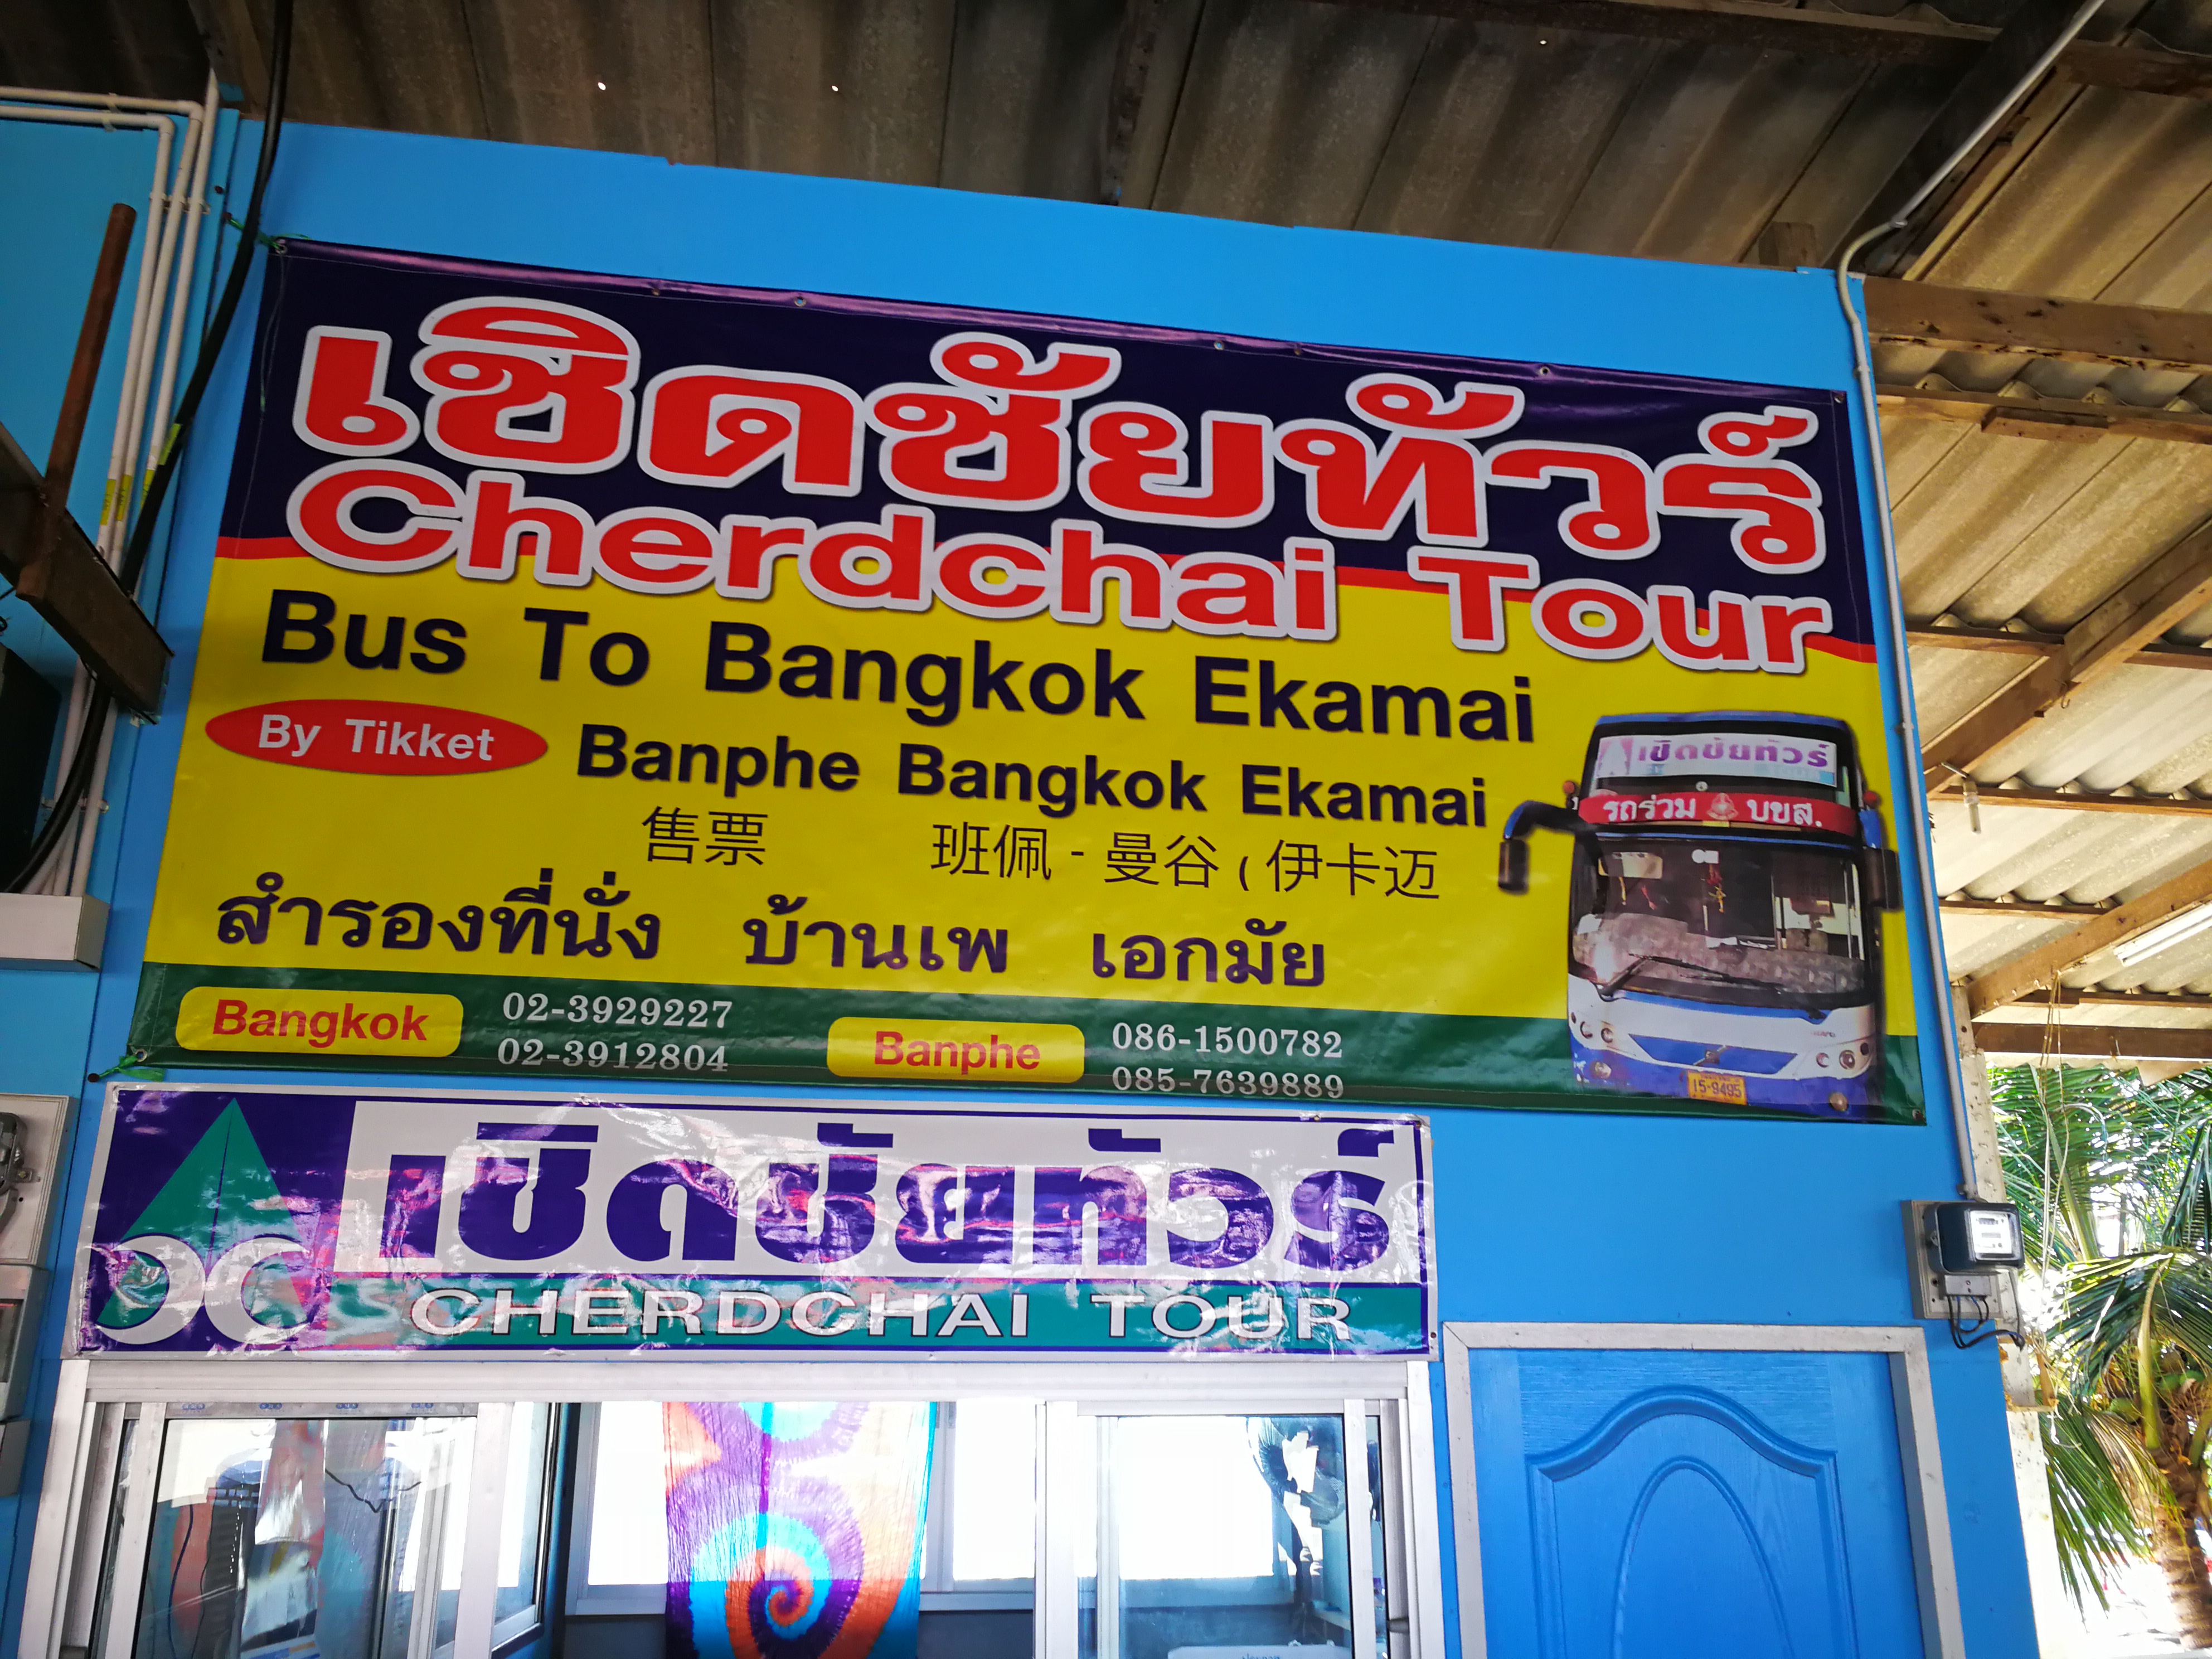 เชิดชัยทัวร์
Cherdchai Tour
Bus To Bangkok Ekamai
By Tikket Banphe Bangkok Ekamai
售票 班佩 - 曼谷 ( 伊卡迈
สำรองที่นั่ง บ้านเพ เอกมัย
เชิดชัยทัวร์
รถร่วม บขส.
15-9495
Bangkok 02-3929227
02-3912804
Banphe 086-1500782
085-7639889
เชิดชัยทัวร์
CHERDCHAI TOUR